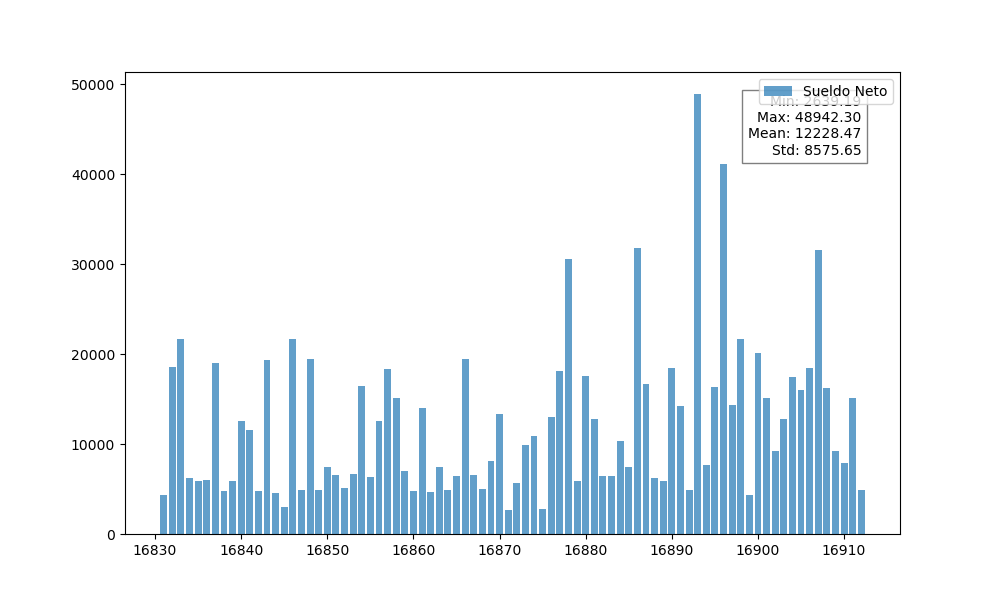 50000
40000
30000
20000
10000
0
Sueldo Neto
Min: 2639.19
Max: 48942.30
Mean: 12228.47
Std: 8575.65
16830 16840 16850 16860 16870 16880 16890 16900 16910